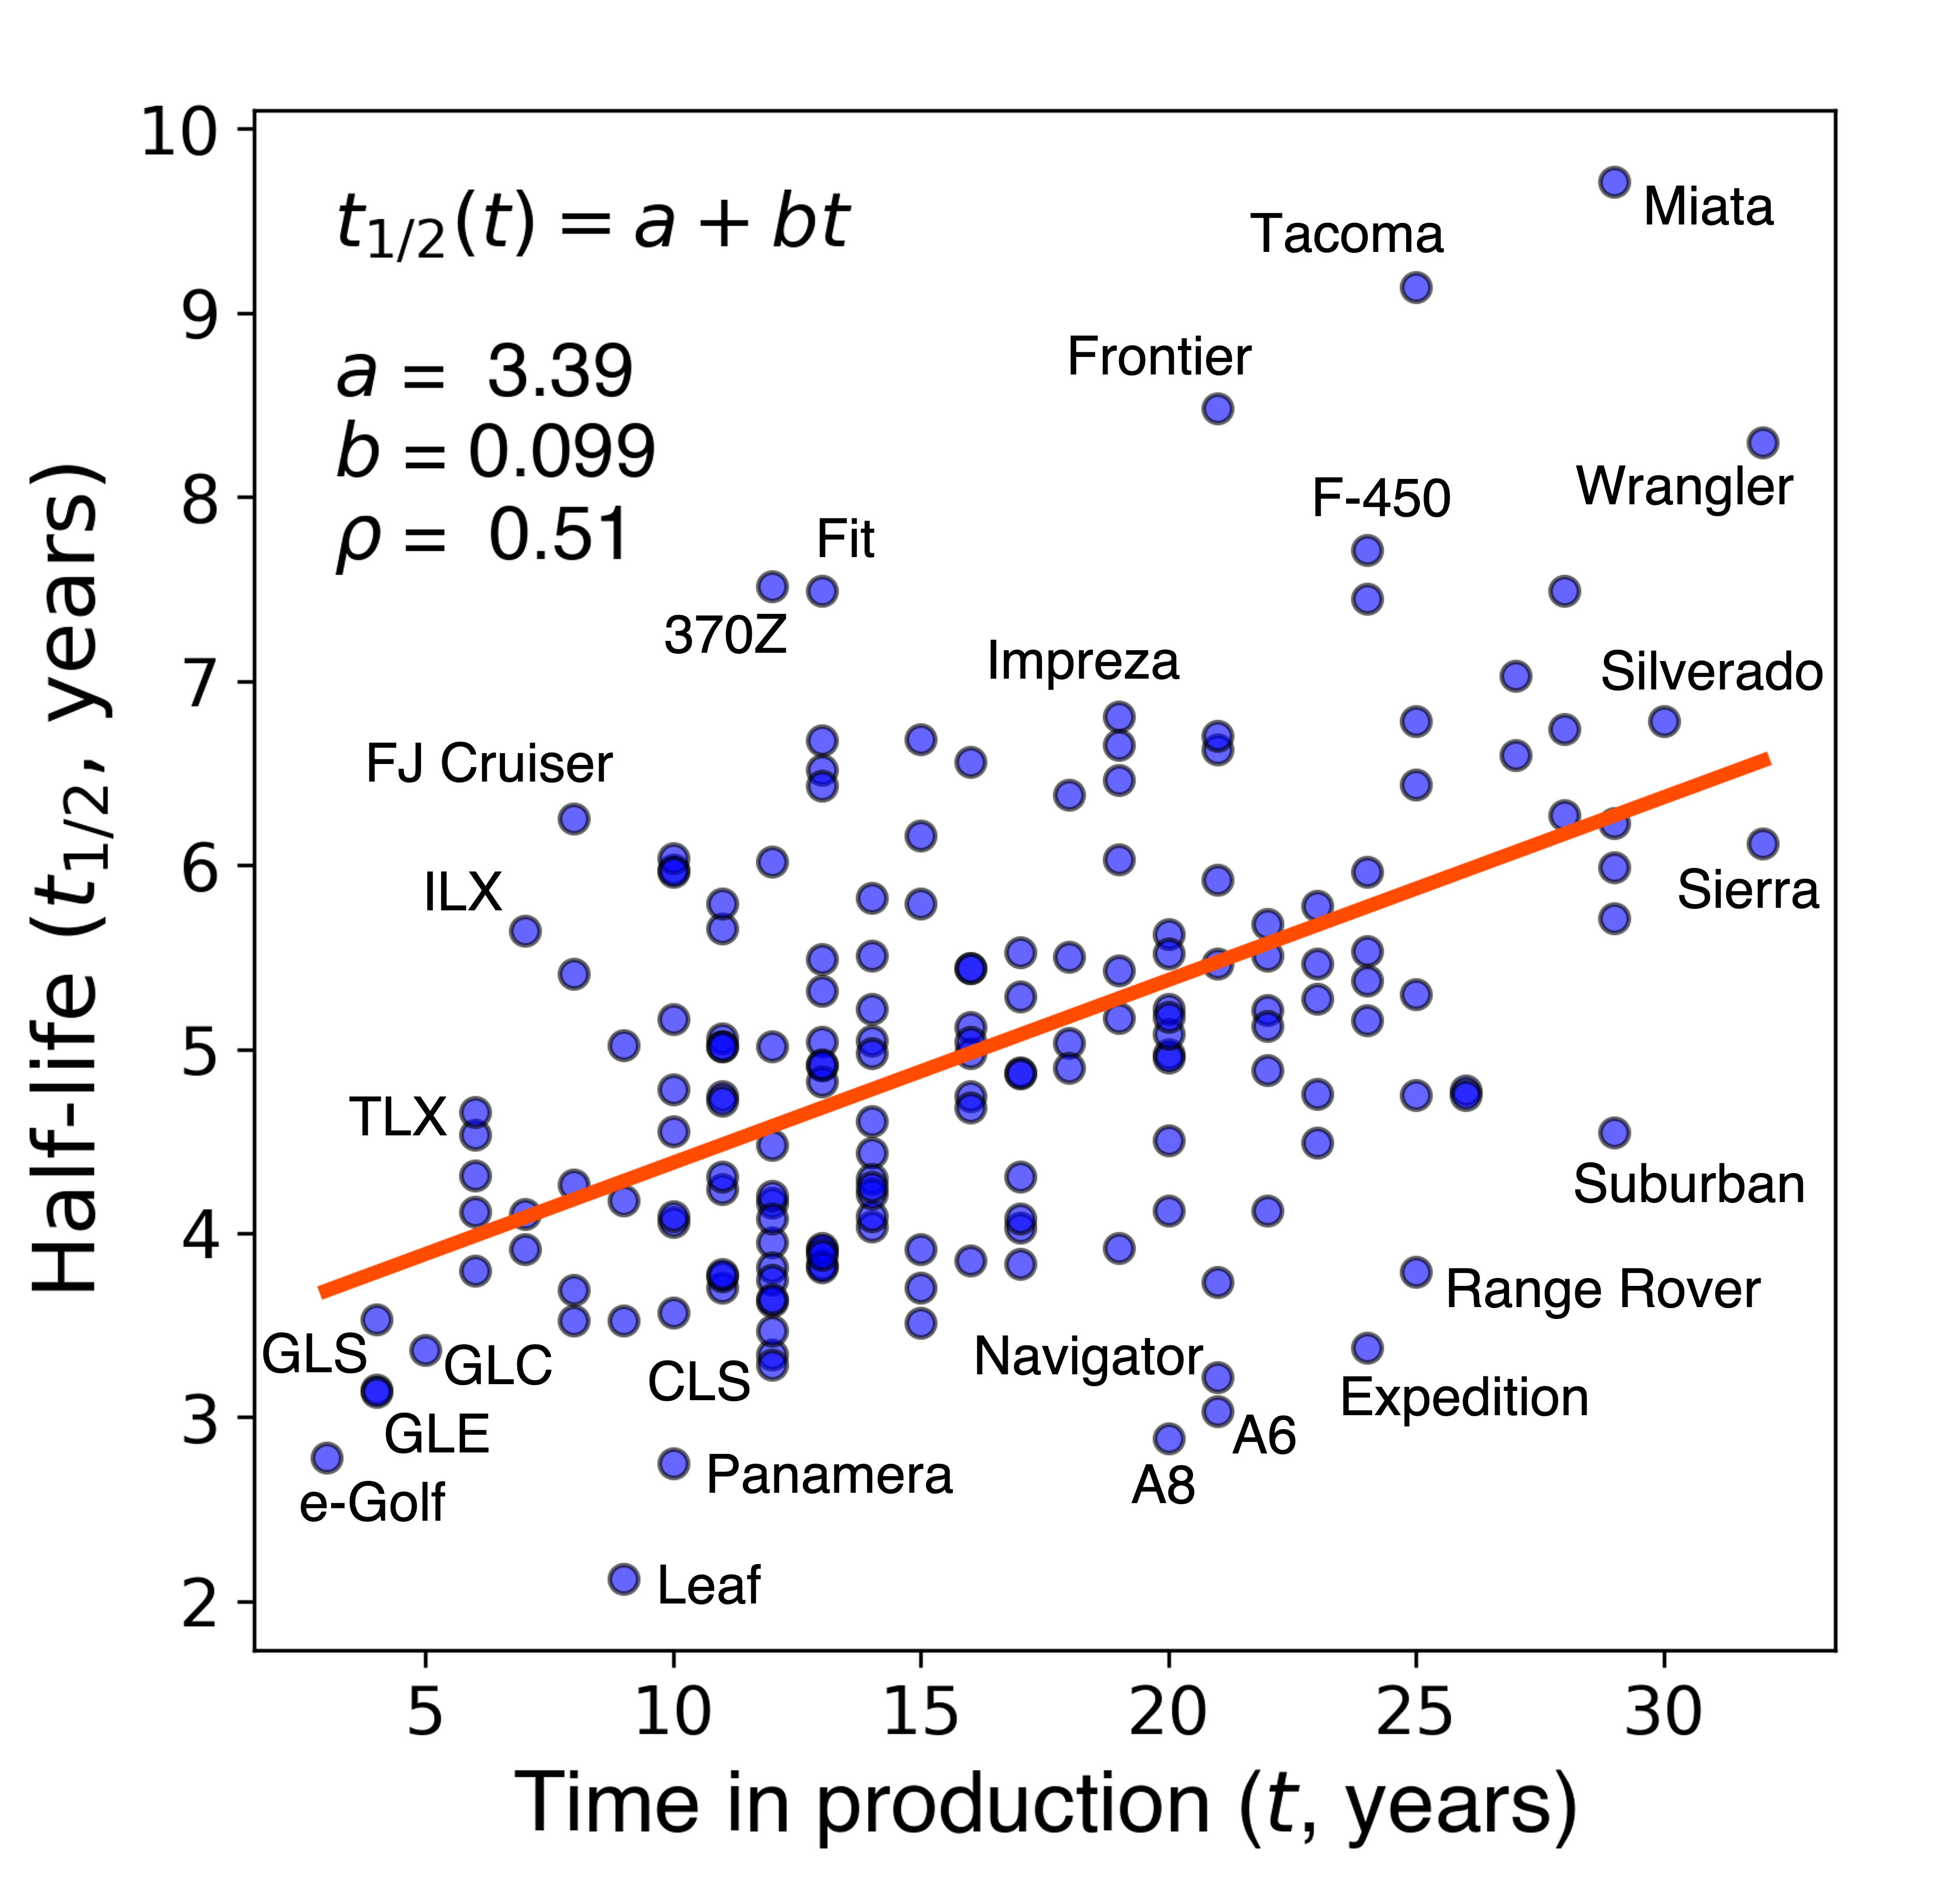 10
9
8
7
6
5
4
3
2
Half-life (t1/2, years)
t1/2(t) = a + bt
a = 3.39
b = 0.099
ρ = 0.51
Miata
Tacoma
Frontier
Wrangler
F-450
Fit
370Z
Impreza
Silverado
FJ Cruiser
ILX
Sierra
TLX
Suburban
Range Rover
GLS
GLC
CLS
Navigator
Expedition
GLE
A6
Panamera
A8
e-Golf
Leaf
5 10 15 20 25 30
Time in production (t, years)